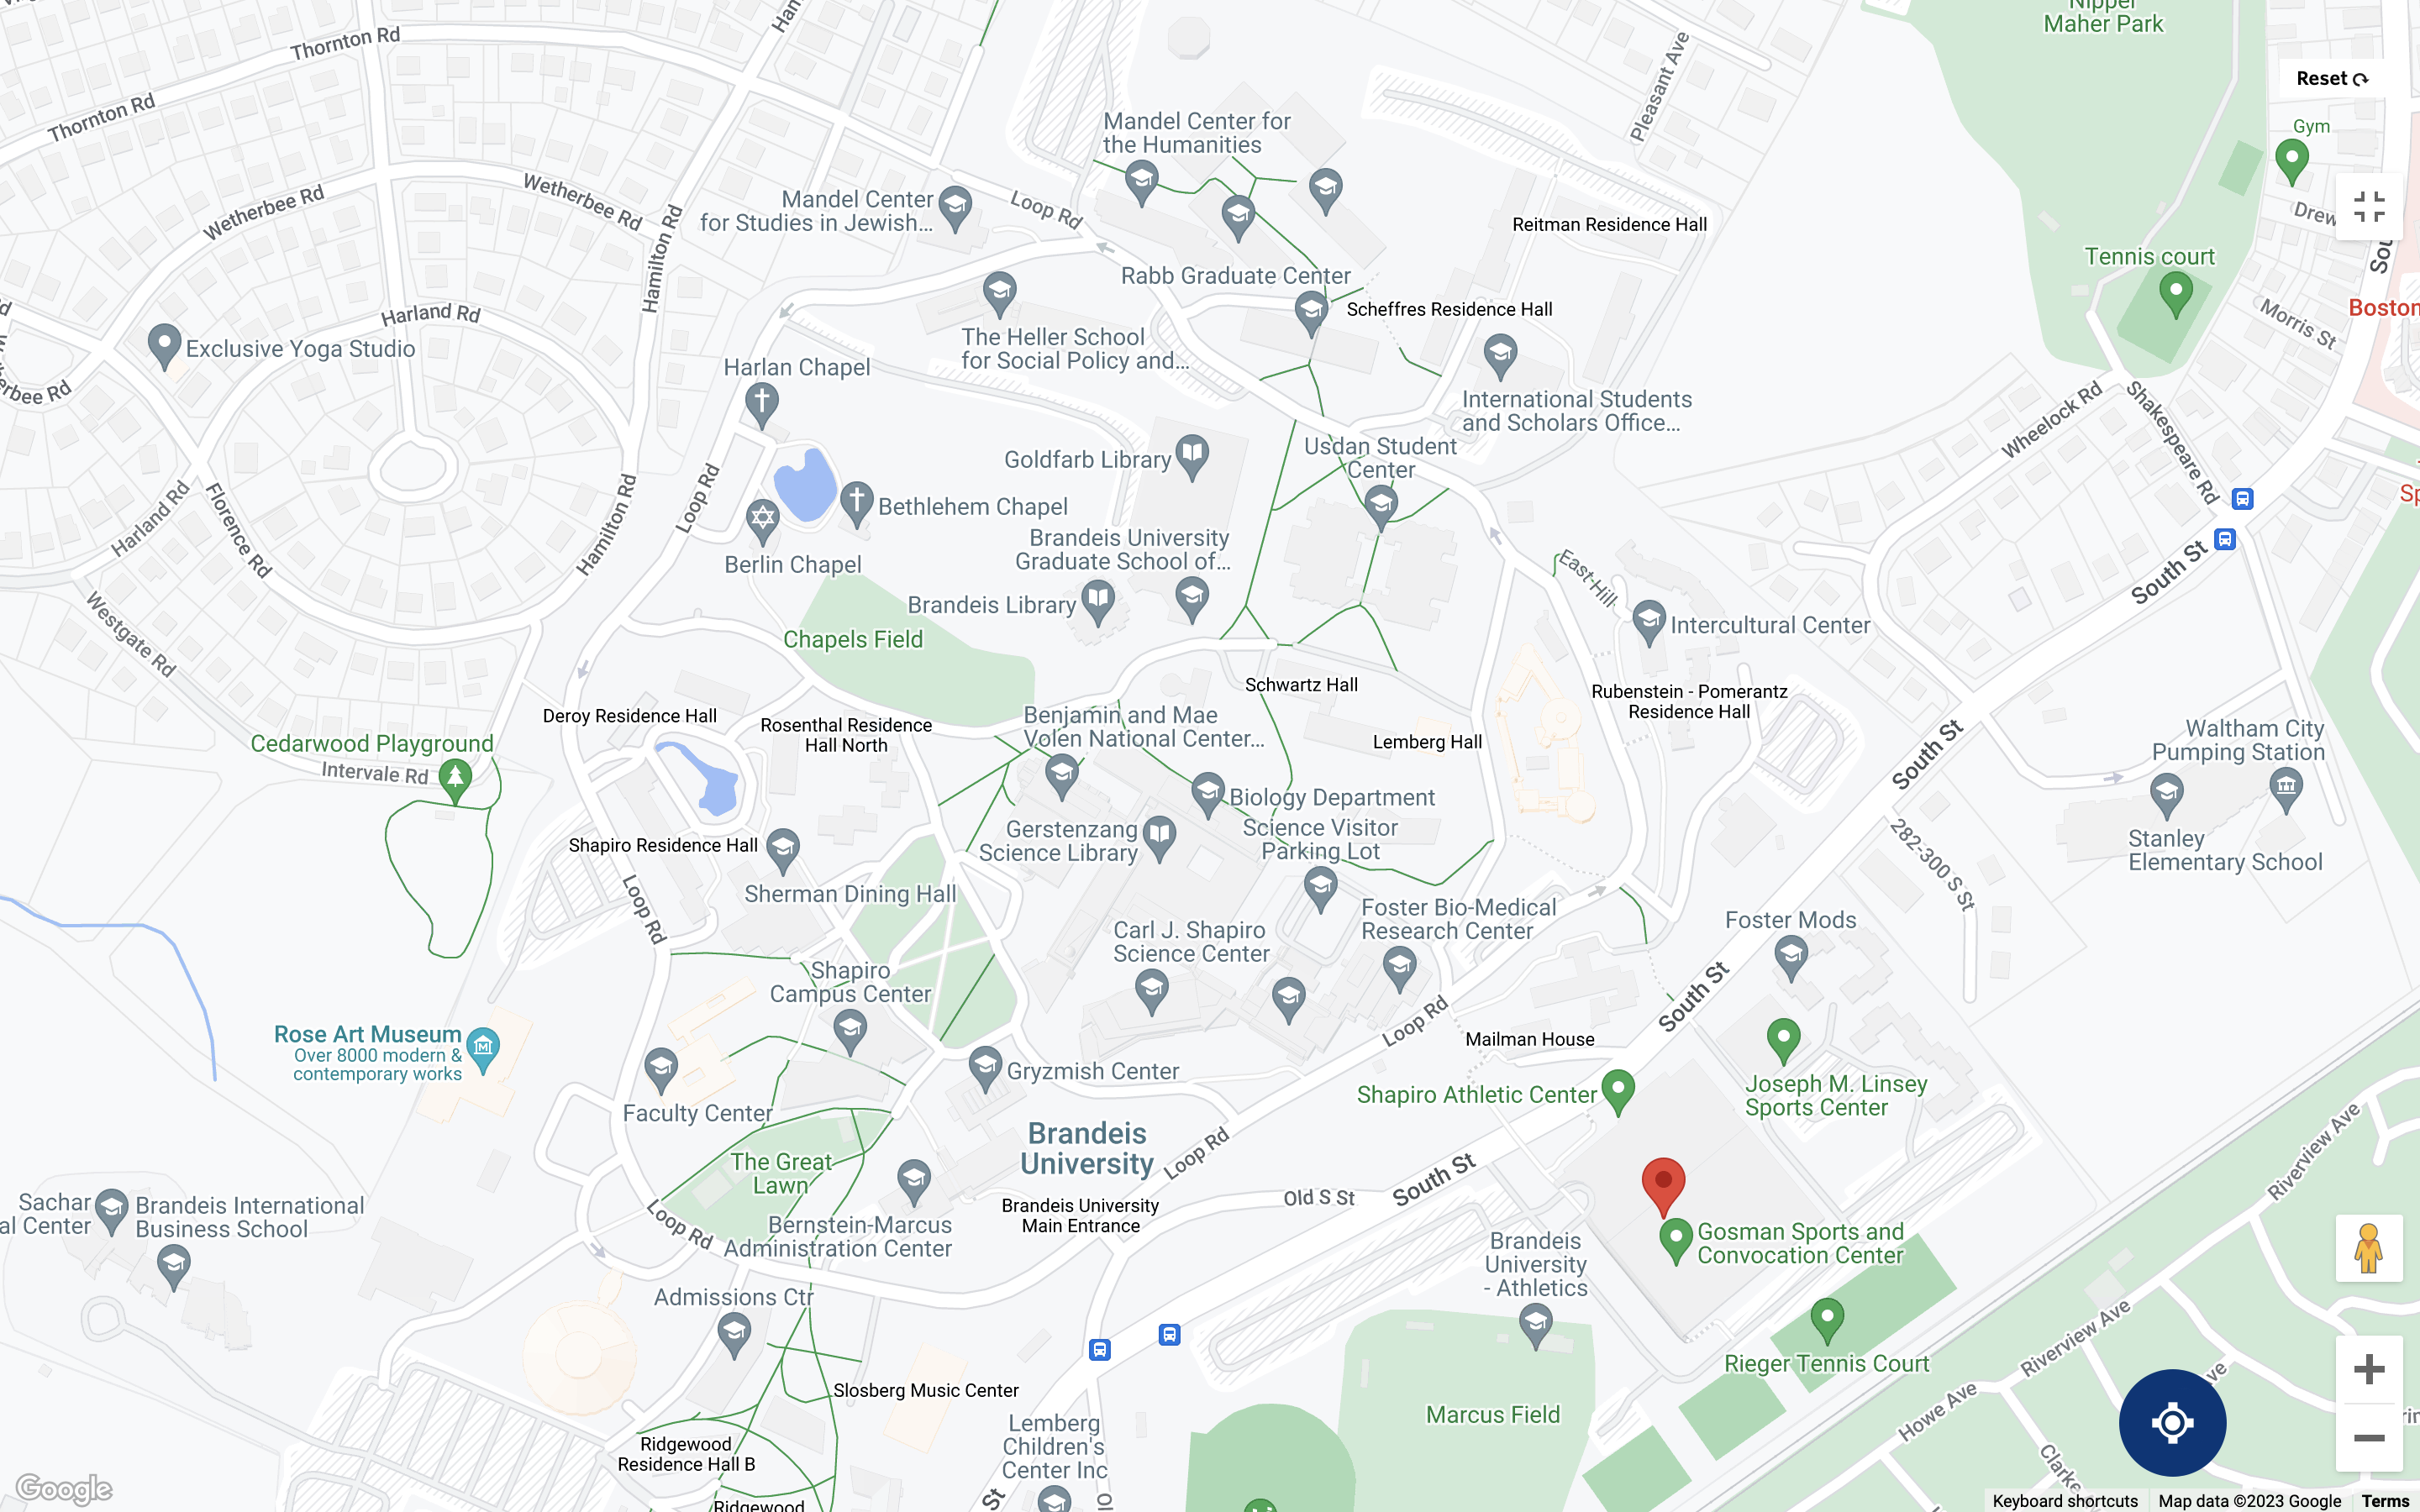 Nipper
Maher Park
Thornton Rd
Thornton Rd
Pleasant Ave
Reset
Gym
Mandel Center for
the Humanities
Wetherbee Rd
Wetherbee Rd
Mandel Center
for Studies in Jewish...
Loop Rd
Hamilton Rd
Reitman Residence Hall
Drew
Tennis court
Rabb Graduate Center
Scheffres Residence Hall
Boston
Morris St
Harland Rd
Exclusive Yoga Studio
The Heller School
for Social Policy and...
Harlan Chapel
erbee Rd
International Students
and Scholars Office...
Wheelock Rd
Shakespeare Rd
Usdan Student
Center
Goldfarb Library
Loop Rd
Harland Rd
Florence Rd
Hamilton Rd
Bethlehem Chapel
Berlin Chapel
Brandeis University
Graduate School of...
East Hill
South St
Brandeis Library
Intercultural Center
Westgate Rd
Chapels Field
Schwartz Hall
Rubenstein - Pomerantz
Residence Hall
Deroy Residence Hall
Rosenthal Residence
Hall North
Benjamin and Mae
Volen National Center...
Lemberg Hall
South St
Waltham City
Pumping Station
Cedarwood Playground
Intervale Rd
Biology Department
Gerstenzang
Science Library
Science Visitor
Parking Lot
Stanley
Elementary School
282-300 S St
Shapiro Residence Hall
Sherman Dining Hall
Loop Rd
Foster Bio-Medical
Research Center
Foster Mods
Carl J. Shapiro
Science Center
Shapiro
Campus Center
South St
Loop Rd
Rose Art Museum
Over 8000 modern &
contemporary works
Mailman House
Gryzmish Center
Shapiro Athletic Center
Joseph M. Linsey
Sports Center
Faculty Center
Brandeis
University
Loop Rd
The Great
Lawn
South St
Old S St
Riverview Ave
Sachar
al Center
Brandeis International
Business School
Brandeis University
Main Entrance
Loop Rd
Bernstein-Marcus
Administration Center
Gosman Sports and
Convocation Center
Brandeis
University
- Athletics
Admissions Ctr
Riverview Ave
Rieger Tennis Court
Slosberg Music Center
Howe Ave
Marcus Field
Lemberg
Children's
Center Inc
Ridgewood
Residence Hall B
Clarke
St
Ridgewood
Google
Keyboard shortcuts
Map data ©2023 Google
Terms